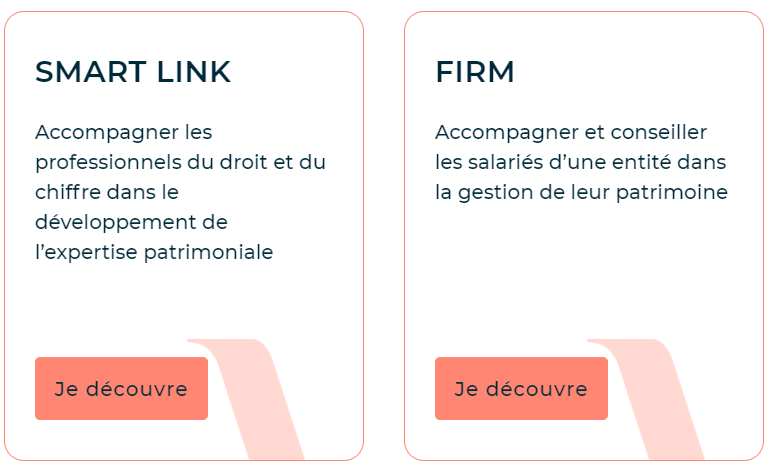 SMART LINK
Accompagner les
professionnels du droit et du
chiffre dans le
développement de
l’expertise patrimoniale
Je découvre
FIRM
Accompagner et conseiller
les salariés d’une entité dans
la gestion de leur patrimoine
Je découvre